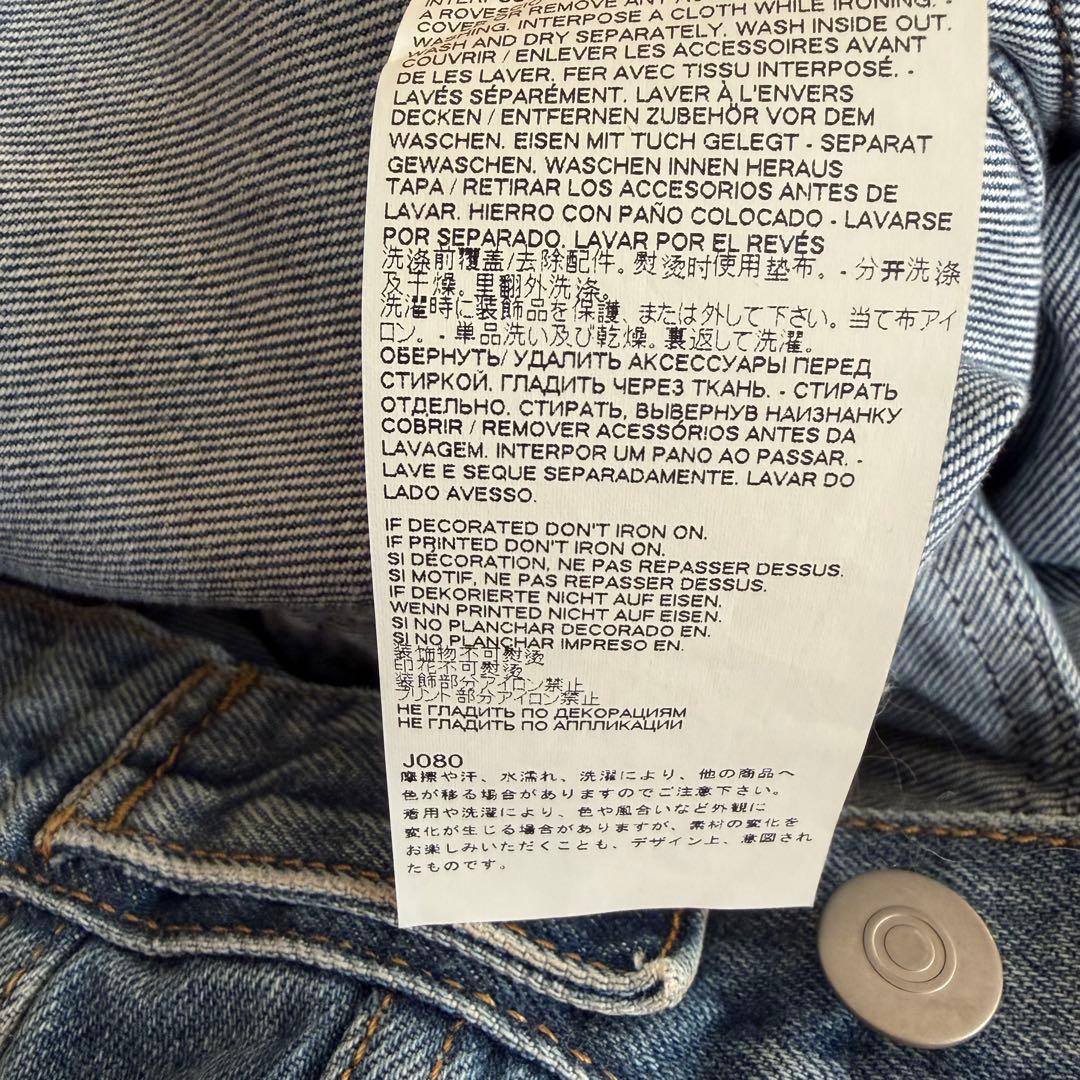 A ROVESC
OR REMOVE ANY
COVER
WASHING. INTERPOSE A CLOTH WHILE IRONING. -
WASH AND DRY SEPARATELY. WASH INSIDE OUT.
COUVRIR / ENLEVER LES ACCESSOIRES AVANT
DE LES LAVER. FER AVEC TISSU INTERPOSÉ. -
LAVÉS SÉPARÉMENT. LAVER À L'ENVERS
DECKEN / ENTFERNEN ZUBEHÖR VOR DEM
WASCHEN. EISEN MIT TUCH GELEGT - SEPARAT
GEWASCHEN. WASCHEN INNEN HERAUS
TAPA / RETIRAR LOS ACCESORIOS ANTES DE
LAVAR. HIERRO CON PAÑO COLOCADO - LAVARSE
POR SEPARADO. LAVAR POR EL REVÉS
洗涤前覆盖/去除配件。熨烫时使用垫布。 - 分开洗涤
及干燥。里翻外洗涤。
洗濯時に装飾品を保護、または外して下さい。当て布アイ
ロン。 - 単品洗い及び乾燥。裏返して洗濯。
ОБЕРНУТЬ/ УДАЛИТЬ АКСЕССУАРЫ ПЕРЕД
СТИРКОЙ. ГЛАДИТЬ ЧЕРЕЗ ТКАНЬ. - СТИРАТЬ
ОТДЕЛЬНО. СТИРАТЬ, ВЫВЕРНУВ НАИЗНАНКУ
COBRIR / REMOVER ACESSÓRIOS ANTES DA
LAVAGEM. INTERPOR UM PANO AO PASSAR. -
LAVE E SEQUE SEPARADAMENTE. LAVAR DO
LADO AVESSO.
IF DECORATED DON'T IRON ON.
IF PRINTED DON'T IRON ON.
SI DÉCORATION, NE PAS REPASSER DESSUS.
SI MOTIF, NE PAS REPASSER DESSUS.
IF DEKORIERTE NICHT AUF EISEN.
WENN PRINTED NICHT AUF EISEN.
SI NO PLANCHAR DECORADO EN.
SI NO PLANCHAR IMPRESO EN.
装饰物不可熨烫
印花不可熨烫
装飾部分アイロン禁止
プリント部分アイロン禁止
НЕ ГЛАДИТЬ ПО ДЕКОРАЦИЯМ
НЕ ГЛАДИТЬ ПО АППЛИКАЦИИ
J080
摩擦や汗、水濡れ、洗濯により、他の商品へ
色が移る場合がありますのでご注意下さい。
着用や洗濯により、色や風合いなど外観に
変化が生じる場合がありますが、素材の変化を
お楽しみいただくことも、デザイン上、意図され
たものです。